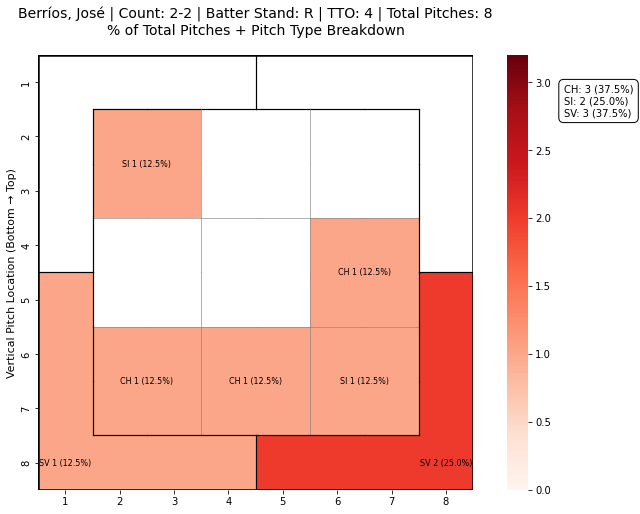 Berríos, José | Count: 2-2 | Batter Stand: R | TTO: 4 | Total Pitches: 8
% of Total Pitches + Pitch Type Breakdown
CH: 3 (37.5%)
SI: 2 (25.0%)
SV: 3 (37.5%)
3.0
2.5
2.0
1.5
1.0
0.5
0.0
Vertical Pitch Location (Bottom → Top)
1
2
3
4
5
6
7
8
SI 1 (12.5%)
CH 1 (12.5%)
CH 1 (12.5%)
CH 1 (12.5%)
SI 1 (12.5%)
SV 1 (12.5%)
SV 2 (25.0%)
1
2
3
4
5
6
7
8